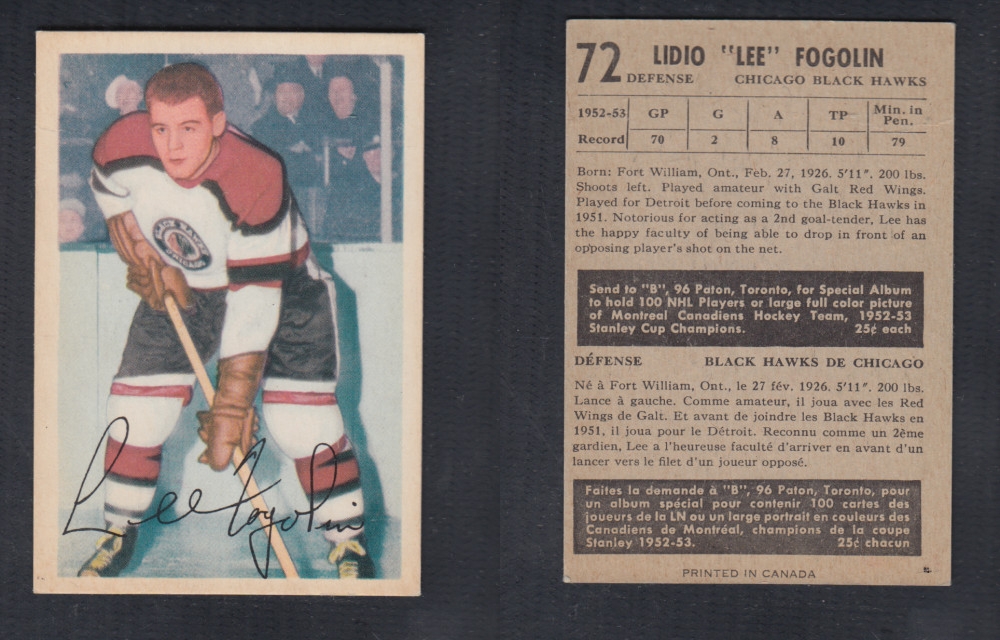 BLACK HAWKS
CHICAGO
Lee Fogolin
72 LIDIO "LEE" FOGOLIN
DEFENSE CHICAGO BLACK HAWKS
1952-53 GP G A TP Min. in Pen.
Record 70 2 8 10 79
Born: Fort William, Ont., Feb. 27, 1926. 5'11". 200 lbs.
Shoots left. Played amateur with Galt Red Wings.
Played for Detroit before coming to the Black Hawks in
1951. Notorious for acting as a 2nd goal-tender, Lee has
the happy faculty of being able to drop in front of an
opposing player's shot on the net.
Send to "B", 96 Paton, Toronto, for Special Album
to hold 100 NHL Players or large full color picture
of Montreal Canadiens Hockey Team, 1952-53
Stanley Cup Champions. 25¢ each
DÉFENSE BLACK HAWKS DE CHICAGO
Né à Fort William, Ont., le 27 fév. 1926. 5'11". 200 lbs.
Lance à gauche. Comme amateur, il joua avec les Red
Wings de Galt. Et avant de joindre les Black Hawks en
1951, il joua pour le Détroit. Reconnu comme un 2ème
gardien, Lee a l'heureuse faculté d'arriver en avant d'un
lancer vers le filet d'un joueur opposé.
Faites la demande à "B", 96 Paton, Toronto, pour
un album spécial pour contenir 100 cartes des
joueurs de la LN ou un large portrait en couleurs des
Canadiens de Montréal, champions de la coupe
Stanley 1952-53. 25¢ chacun
PRINTED IN CANADA